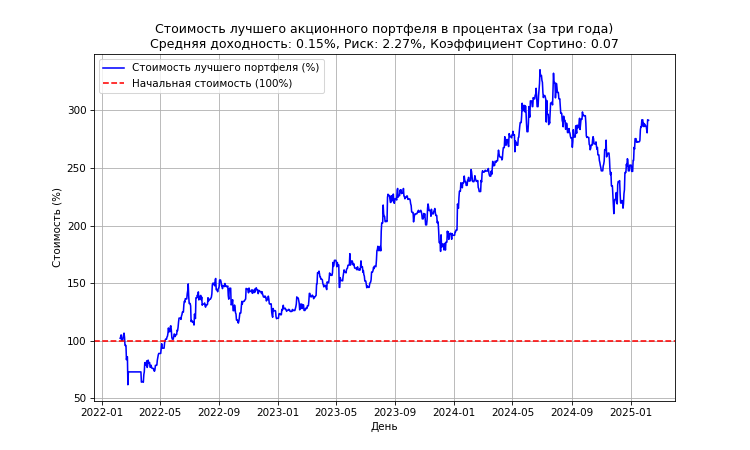 Стоимость лучшего акционного портфеля в процентах (за три года)
Средняя доходность: 0.15%, Риск: 2.27%, Коэффициент Сортино: 0.07
Стоимость лучшего портфеля (%)
Начальная стоимость (100%)
Стоимость (%)
300
250
200
150
100
50
2022-01 2022-05 2022-09 2023-01 2023-05 2023-09 2024-01 2024-05 2024-09 2025-01
День